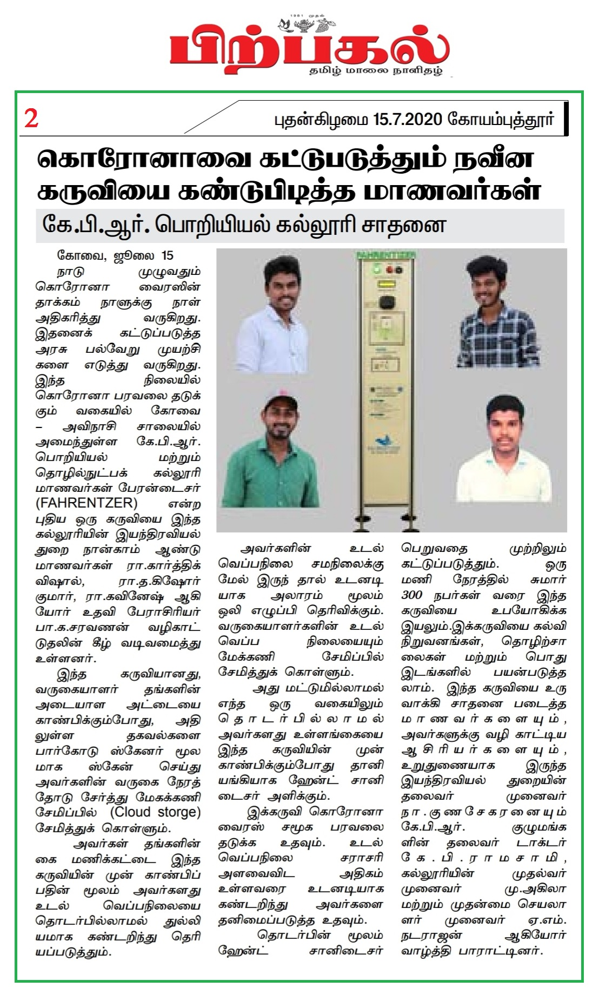 1981 முதல்
பிற்பகல்
தமிழ் மாலை நாளிதழ்
2
புதன்கிழமை 15.7.2020 கோயம்புத்தூர்
கொரோனாவை கட்டுபடுத்தும் நவீன
கருவியை கண்டுபிடித்த மாணவர்கள்
கே.பி.ஆர். பொறியியல் கல்லூரி சாதனை
கோவை, ஜூலை 15
நாடு முழுவதும்
கொரோனா வைரஸின்
தாக்கம் நாளுக்கு நாள்
அதிகரித்து வருகிறது.
இதனைக் கட்டுப்படுத்த
அரசு பல்வேறு முயற்சி
களை எடுத்து வருகிறது.
இந்த நிலையில்
கொரோனா பரவலை தடுக்
கும் வகையில் கோவை
– அவிநாசி சாலையில்
அமைந்துள்ள கே.பி.ஆர்.
பொறியியல் மற்றும்
தொழில்நுட்பக் கல்லூரி
மாணவர்கள் பேரன்டைசர்
(FAHRENTZER) என்ற
புதிய ஒரு கருவியை இந்த
கல்லூரியின் இயந்திரவியல்
துறை நான்காம் ஆண்டு
மாணவர்கள் ரா.கார்த்திக்
விஷால், ரா.த.கிஷோர்
குமார், ரா.கவினேஷ் ஆகி
யோர் உதவி பேராசிரியர்
பா.க.சரவணன் வழிகாட்
டுதலின் கீழ் வடிவமைத்து
உள்ளனர்.
இந்த கருவியானது,
வருகையாளர் தங்களின்
அடையாள அட்டையை
காண்பிக்கும்போது, அதி
லுள்ள தகவல்களை
பார்கோடு ஸ்கேனர் மூல
மாக ஸ்கேன் செய்து
அவர்களின் வருகை நேரத்
தோடு சேர்த்து மேகக்கணி
சேமிப்பில் (Cloud storge)
சேமித்துக் கொள்ளும்.
அவர்கள் தங்களின்
கை மணிக்கட்டை இந்த
கருவியின் முன் காண்பிப்
பதின் மூலம் அவர்களது
உடல் வெப்பநிலையை
தொடர்பில்லாமல் துல்லி
யமாக கண்டறிந்து தெரி
யப்படுத்தும்.
FAHRENTIZER
அவர்களின் உடல்
வெப்பநிலை சமநிலைக்கு
மேல் இருந் தால் உடனடி
யாக அலாரம் மூலம்
ஒலி எழுப்பி தெரிவிக்கும்.
வருகையாளர்களின் உடல்
வெப்ப நிலையையும்
மேக்கணி சேமிப்பில்
சேமித்துக் கொள்ளும்.
அது மட்டுமில்லாமல்
எந்த ஒரு வகையிலும்
தொடர்பில்லாமல்
அவர்களது உள்ளங்கையை
இந்த கருவியின் முன்
காண்பிக்கும்போது தானி
யங்கியாக ஹேன்ட் சானி
டைசர் அளிக்கும்.
இக்கருவி கொரோனா
வைரஸ் சமூக பரவலை
தடுக்க உதவும். உடல்
வெப்பநிலை சராசரி
அளவைவிட அதிகம்
உள்ளவரை உடனடியாக
கண்டறிந்து அவர்களை
தனிமைப்படுத்த உதவும்.
தொடர்பின் மூலம்
ஹேன்ட் சானிடைசர்
பெறுவதை முற்றிலும்
கட்டுப்படுத்தும். ஒரு
மணி நேரத்தில் சுமார்
300 நபர்கள் வரை இந்த
கருவியை உபயோகிக்க
இயலும்.இக்கருவியை கல்வி
நிறுவனங்கள், தொழிற்சா
லைகள் மற்றும் பொது
இடங்களில் பயன்படுத்த
லாம். இந்த கருவியை உரு
வாக்கி சாதனை படைத்த
மாணவர்களையும்,
அவர்களுக்கு வழி காட்டிய
ஆசிரியர்களையும்,
உறுதுணையாக இருந்த
இயந்திரவியல் துறையின்
தலைவர் முனைவர்
நா.குணசேகரனையும்
கே.பி.ஆர். குழுமங்க
ளின் தலைவர் டாக்டர்
கே.பி.ராமசாமி,
கல்லூரியின் முதல்வர்
முனைவர் மு.அகிலா
மற்றும் முதன்மை செயலா
ளர் முனைவர் ஏ.எம்.
நடராஜன் ஆகியோர்
வாழ்த்தி பாராட்டினர்.